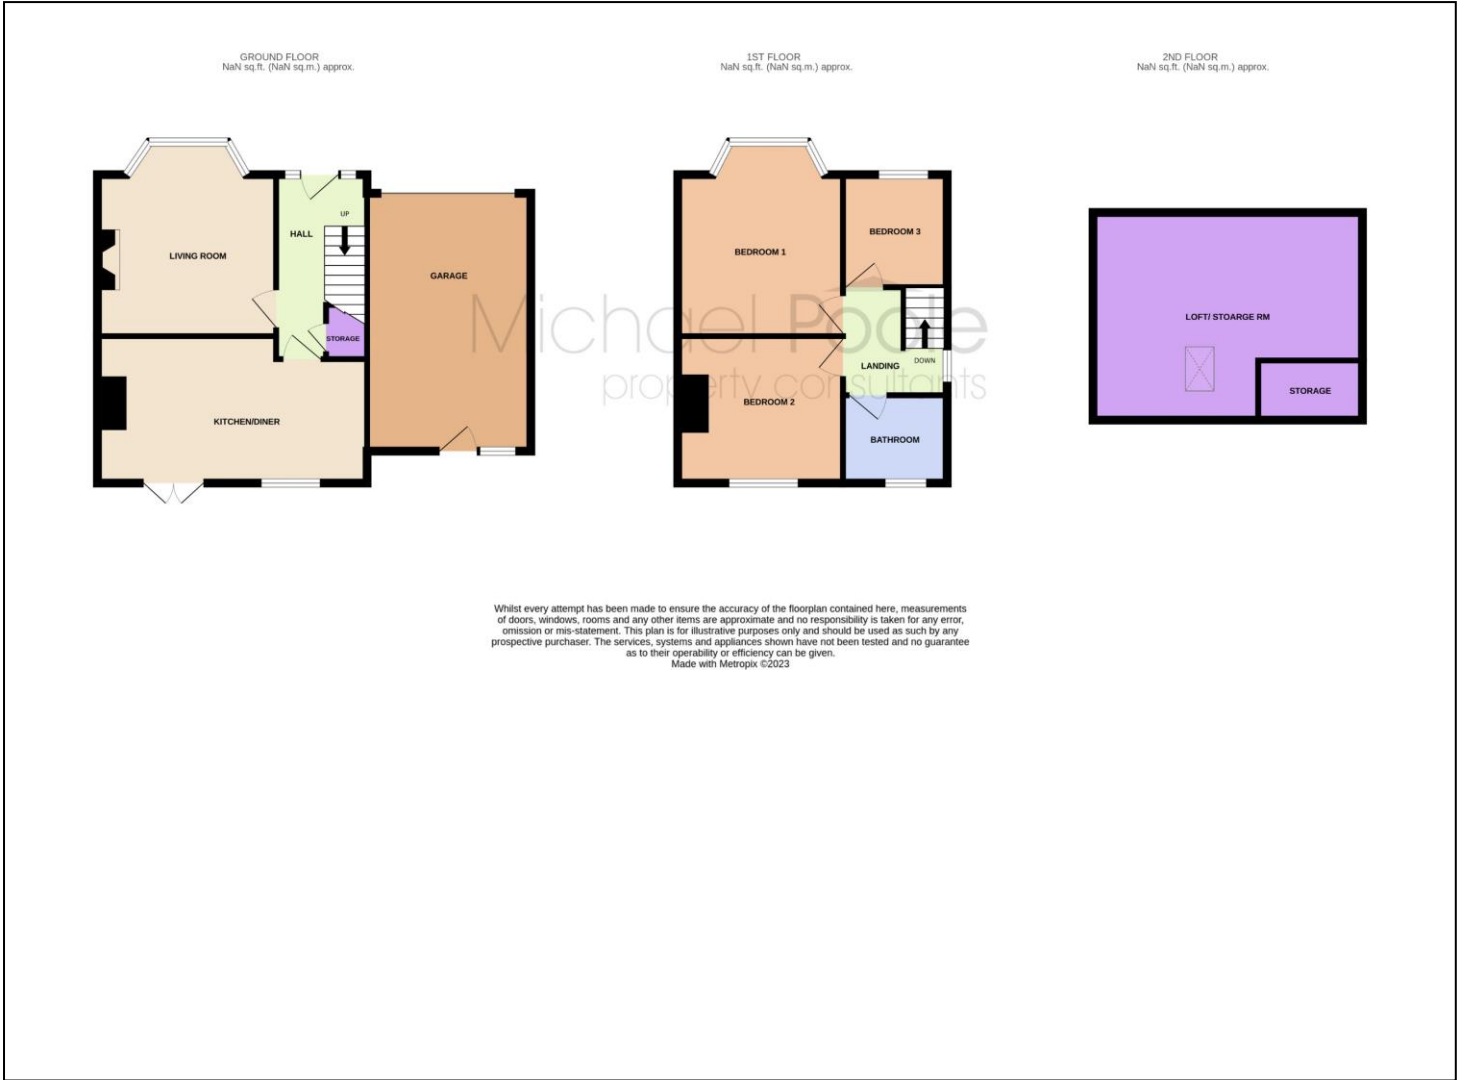 GROUND FLOOR
NaN sq.ft. (NaN sq.m.) approx.
1ST FLOOR
NaN sq.ft. (NaN sq.m.) approx.
2ND FLOOR
NaN sq.ft. (NaN sq.m.) approx.
UP
HALL
LIVING ROOM
GARAGE
STORAGE
KITCHEN/DINER
BEDROOM 3
BEDROOM 1
DOWN
LANDING
BEDROOM 2
BATHROOM
LOFT/ STOARGE RM
STORAGE
Michael Poole
property consultants
Whilst every attempt has been made to ensure the accuracy of the floorplan contained here, measurements
of doors, windows, rooms and any other items are approximate and no responsibility is taken for any error,
omission or mis-statement. This plan is for illustrative purposes only and should be used as such by any
prospective purchaser. The services, systems and appliances shown have not been tested and no guarantee
as to their operability or efficiency can be given.
Made with Metropix ©2023